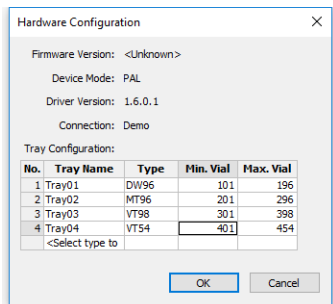 Hardware Configuration
Firmware Version: <Unknown>
Device Mode: PAL
Driver Version: 1.6.0.1
Connection: Demo
Tray Configuration:
No. Tray Name Type Min. Vial Max. Vial
1 Tray01 DW96 101 196
2 Tray02 MT96 201 296
3 Tray03 VT98 301 398
4 Tray04 VT54 401 454
<Select type to
OK Cancel